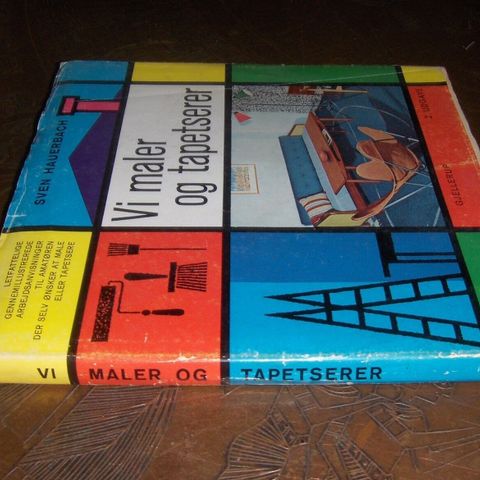 SVEN HAUERBACH
Vi maler
og tapetserer
LETFATTELIGE
GENNEMILLUSTREREDE
ARBEJDSANVISNINGER
TIL AMATØREN
DER SELV ØNSKER AT MALE
ELLER TAPETSERE
2. UDGAVE
GJELLERUP
VI MALER OG TAPETSERER